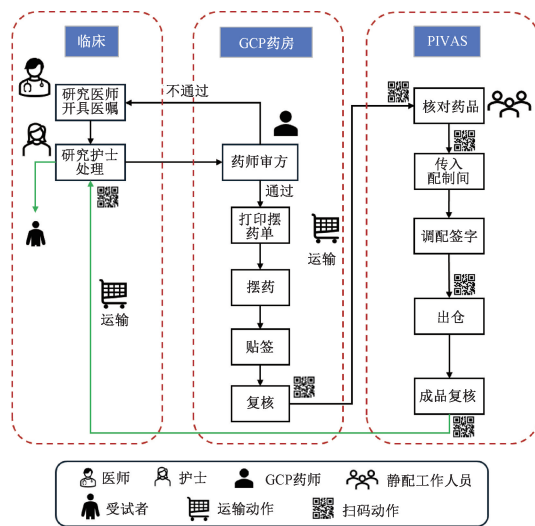 临床
GCP药房
PIVAS
研究医师
开具医嘱
不通过
核对药品
研究护士
处理
药师审方
传入
配制间
通过
打印摆
药单
运输
调配签字
运输
摆药
出仓
贴签
复核
成品复核
医师
护士
GCP药师
静配工作人员
受试者
运输动作
扫码动作